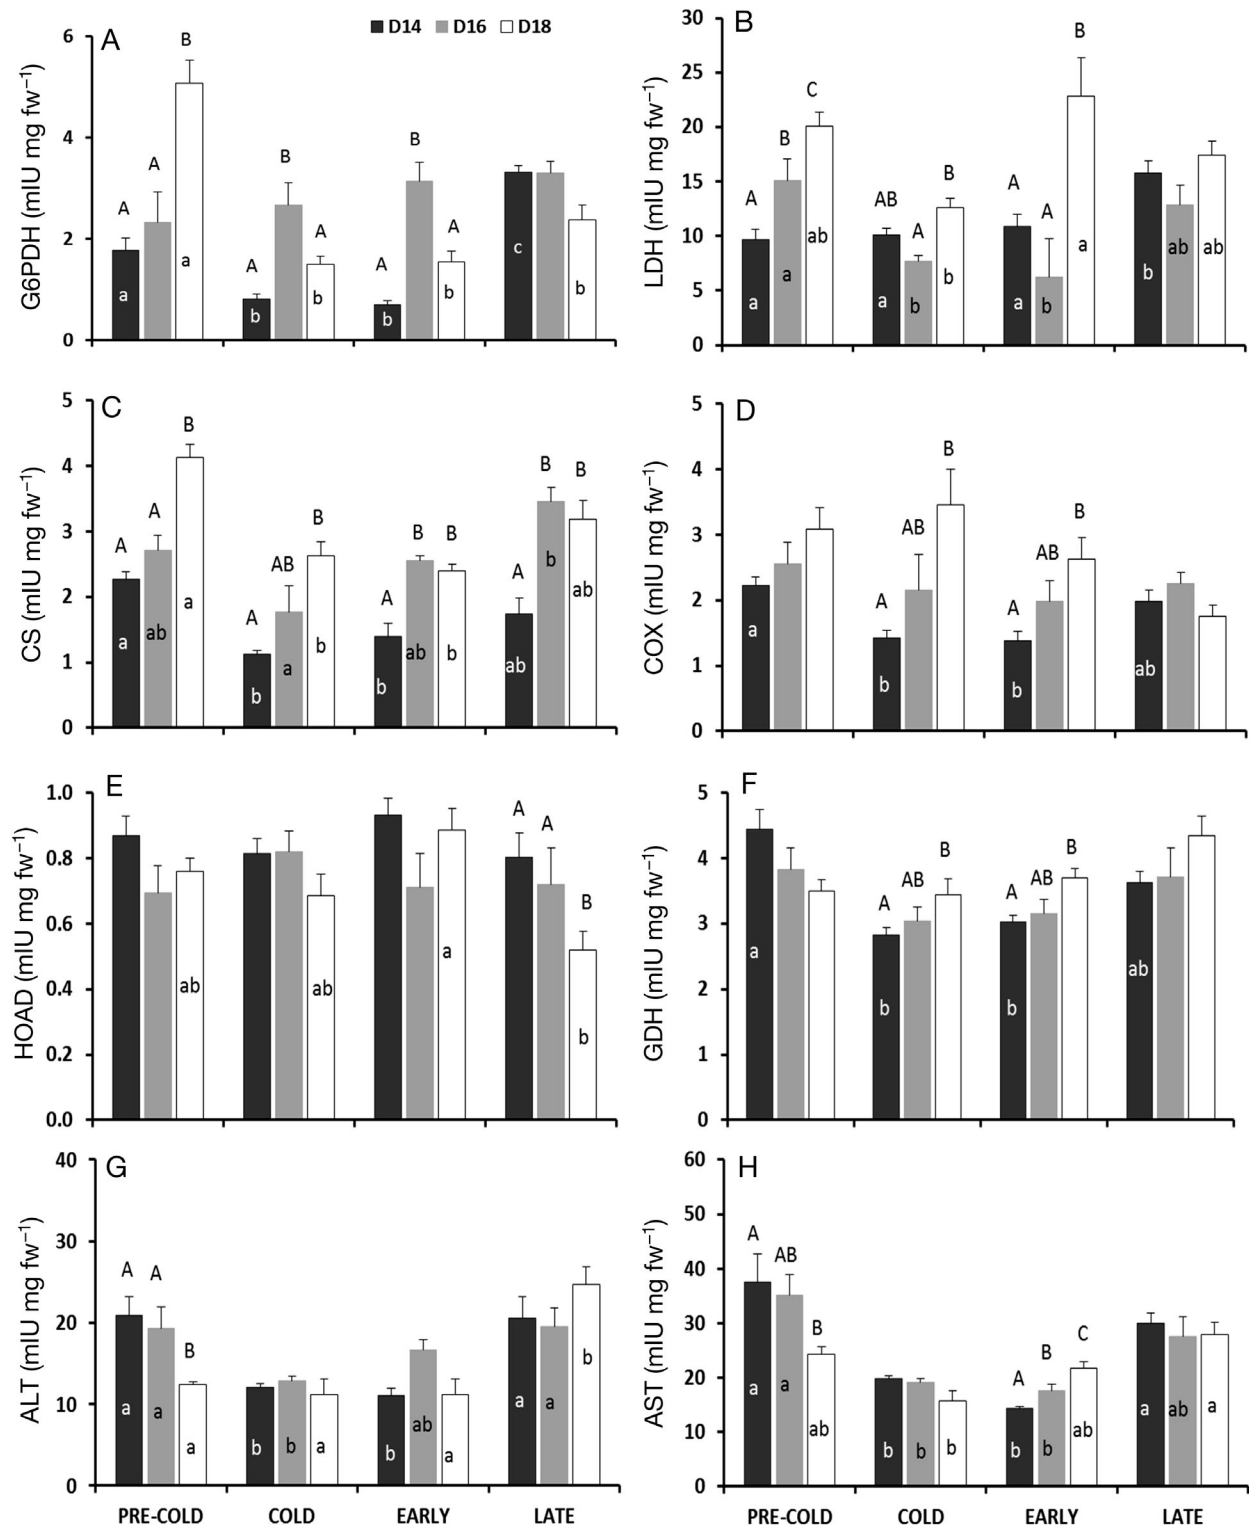 D14 D16 D18
A
G6PDH (mIU mg fw⁻¹)
6
4
2
0
A A B
a a
A B A
b b
A B A
b b
c b
B
LDH (mIU mg fw⁻¹)
30
25
20
15
10
5
0
A B C
a a ab
AB A B
a b b
A A B
a b a
b ab ab
C
CS (mIU mg fw⁻¹)
5
4
3
2
1
0
A A B
a ab a
A AB B
b a b
A B B
b ab b
A B B
ab b ab
D
COX (mIU mg fw⁻¹)
5
4
3
2
1
0
a
A AB B
b
A AB B
b
ab
E
HOAD (mIU mg fw⁻¹)
1.0
0.8
0.6
0.4
0.2
0.0
ab
ab
a
A A B
b
F
GDH (mIU mg fw⁻¹)
5
4
3
2
1
0
a
A AB B
b
A AB B
b
ab
G
ALT (mIU mg fw⁻¹)
40
30
20
10
0
A A B
a a a
b b a
b ab a
a a b
PRE-COLD COLD EARLY LATE
H
AST (mIU mg fw⁻¹)
60
50
40
30
20
10
0
A AB B
a a ab
b b b
A B C
b b ab
a ab a
PRE-COLD COLD EARLY LATE